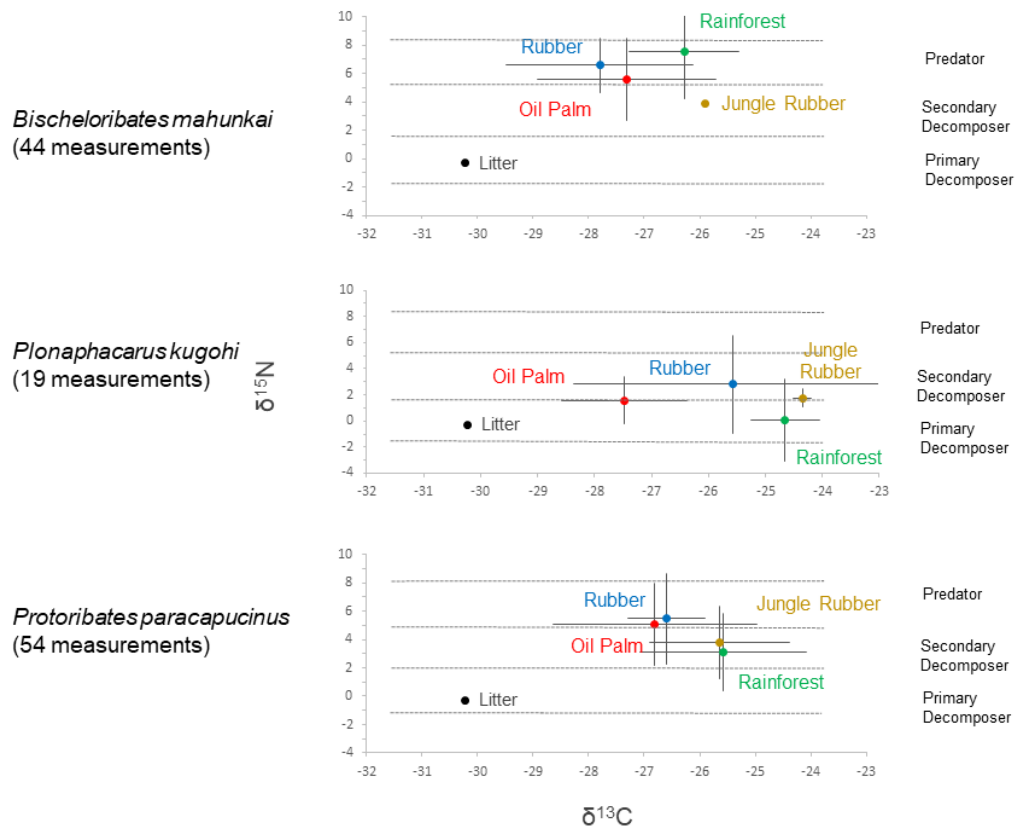 Bischeloribates mahunkai
(44 measurements)
10
8
6
4
2
0
-2
-4
Rainforest
Rubber
Oil Palm
Jungle Rubber
Litter
Predator
Secondary
Decomposer
Primary
Decomposer
-32 -31 -30 -29 -28 -27 -26 -25 -24 -23
Plonaphacarus kugohi
(19 measurements)
δ15N
10
8
6
4
2
0
-2
-4
Oil Palm
Rubber
Jungle
Rubber
Litter
Rainforest
Predator
Secondary
Decomposer
Primary
Decomposer
-32 -31 -30 -29 -28 -27 -26 -25 -24 -23
Protoribates paracapucinus
(54 measurements)
10
8
6
4
2
0
-2
-4
Rubber
Jungle Rubber
Oil Palm
Rainforest
Litter
Predator
Secondary
Decomposer
Primary
Decomposer
-32 -31 -30 -29 -28 -27 -26 -25 -24 -23
δ13C